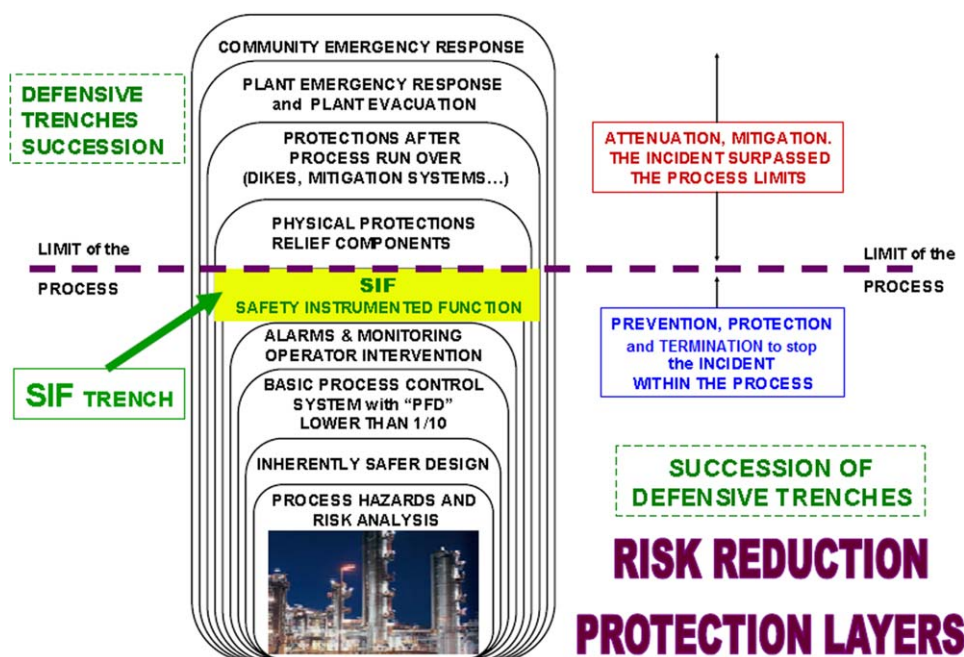 COMMUNITY EMERGENCY RESPONSE
DEFENSIVE
TRENCHES
SUCCESSION
PLANT EMERGENCY RESPONSE
and PLANT EVACUATION
PROTECTIONS AFTER
PROCESS RUN OVER
(DIKES, MITIGATION SYSTEMS...)
ATTENUATION, MITIGATION.
THE INCIDENT SURPASSED
THE PROCESS LIMITS
PHYSICAL PROTECTIONS
RELIEF COMPONENTS
LIMIT of the
PROCESS
LIMIT of the
PROCESS
SIF
SAFETY INSTRUMENTED FUNCTION
ALARMS & MONITORING
OPERATOR INTERVENTION
PREVENTION, PROTECTION
and TERMINATION to stop
the INCIDENT
WITHIN THE PROCESS
SIF TRENCH
BASIC PROCESS CONTROL
SYSTEM with “PFD”
LOWER THAN 1/10
INHERENTLY SAFER DESIGN
PROCESS HAZARDS AND
RISK ANALYSIS
SUCCESSION OF
DEFENSIVE TRENCHES
RISK REDUCTION
PROTECTION LAYERS